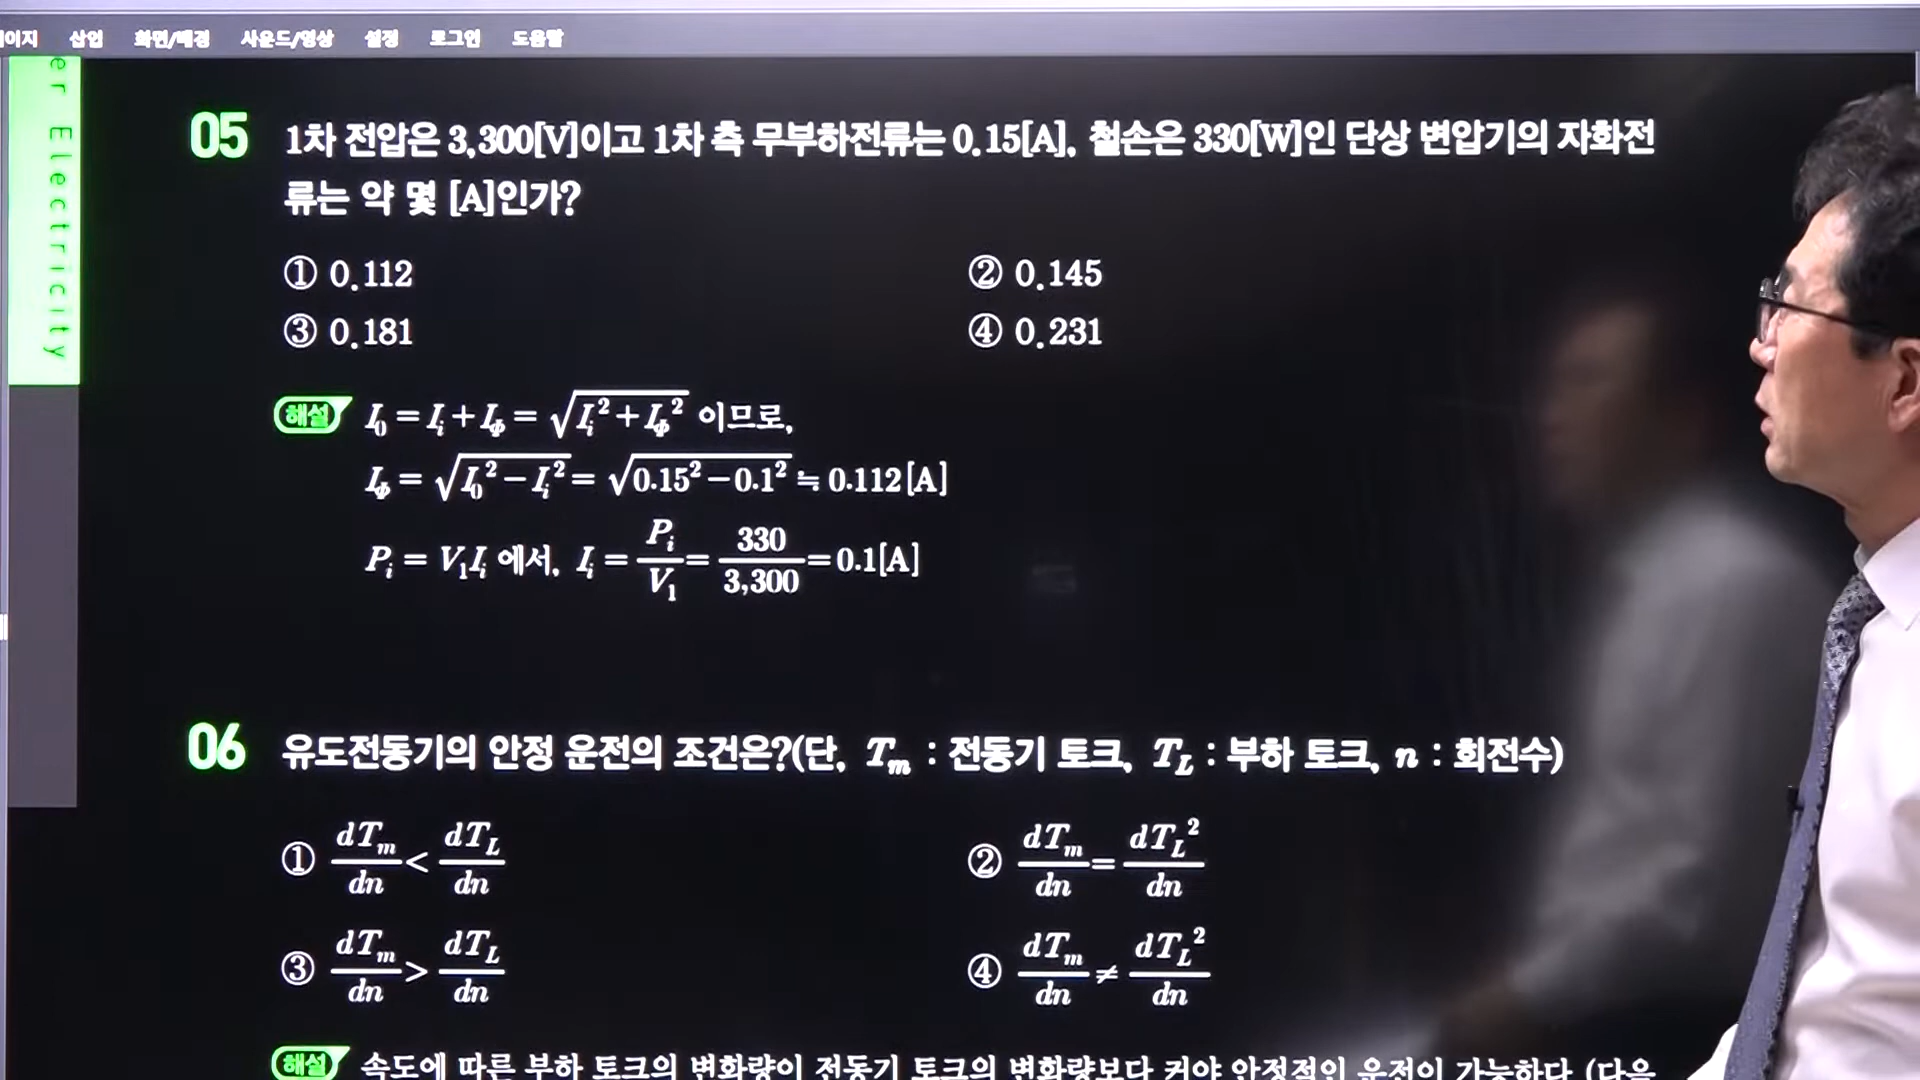 삽입 화면/배경 사운드/영상 설정 로그인 도움말
er Electricity
05 1차 전압은 3,300[V]이고 1차 측 무부하전류는 0.15[A], 철손은 330[W]인 단상 변압기의 자화전
류는 약 몇 [A]인가?
① 0.112 ② 0.145
③ 0.181 ④ 0.231
해설 I₀ = Iᵢ + I_Φ = √(Iᵢ² + I_Φ²) 이므로,
I_Φ = √(I₀² − Iᵢ²) = √(0.15² − 0.1²) ≒ 0.112[A]
Pᵢ = V₁Iᵢ 에서, Iᵢ = Pᵢ/V₁ = 330/3,300 = 0.1[A]
06 유도전동기의 안정 운전의 조건은?(단, Tₘ : 전동기 토크, T_L : 부하 토크, n : 회전수)
① dTₘ/dn < dT_L/dn ② dTₘ/dn = dT_L²/dn
③ dTₘ/dn > dT_L/dn ④ dTₘ/dn ≠ dT_L²/dn
해설 속도에 따른 부하 토크의 변화량이 전동기 토크의 변화량보다 커야 안정적인 운전이 가능하다 (다음